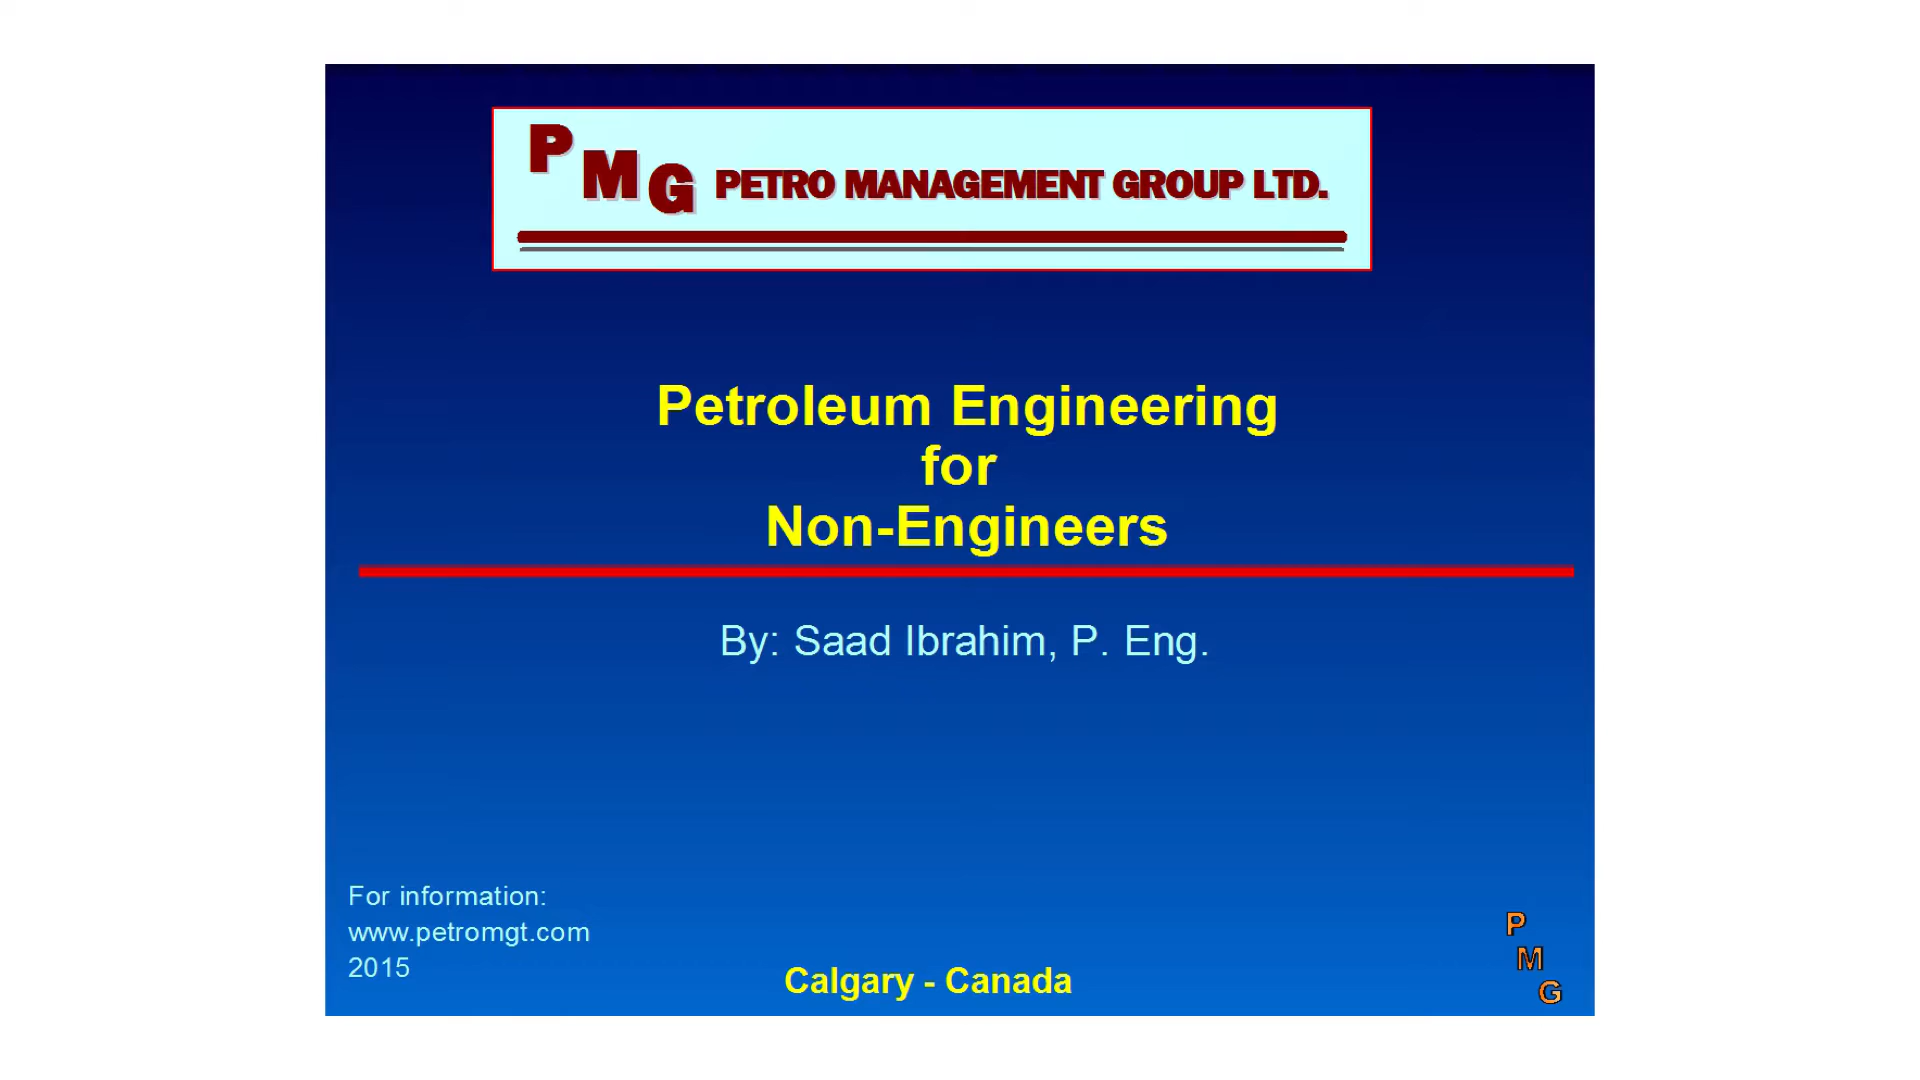 PMG PETRO MANAGEMENT GROUP LTD.
Petroleum Engineering
for
Non-Engineers
By: Saad Ibrahim, P. Eng.
For information:
www.petromgt.com
2015
Calgary - Canada
P
M
G